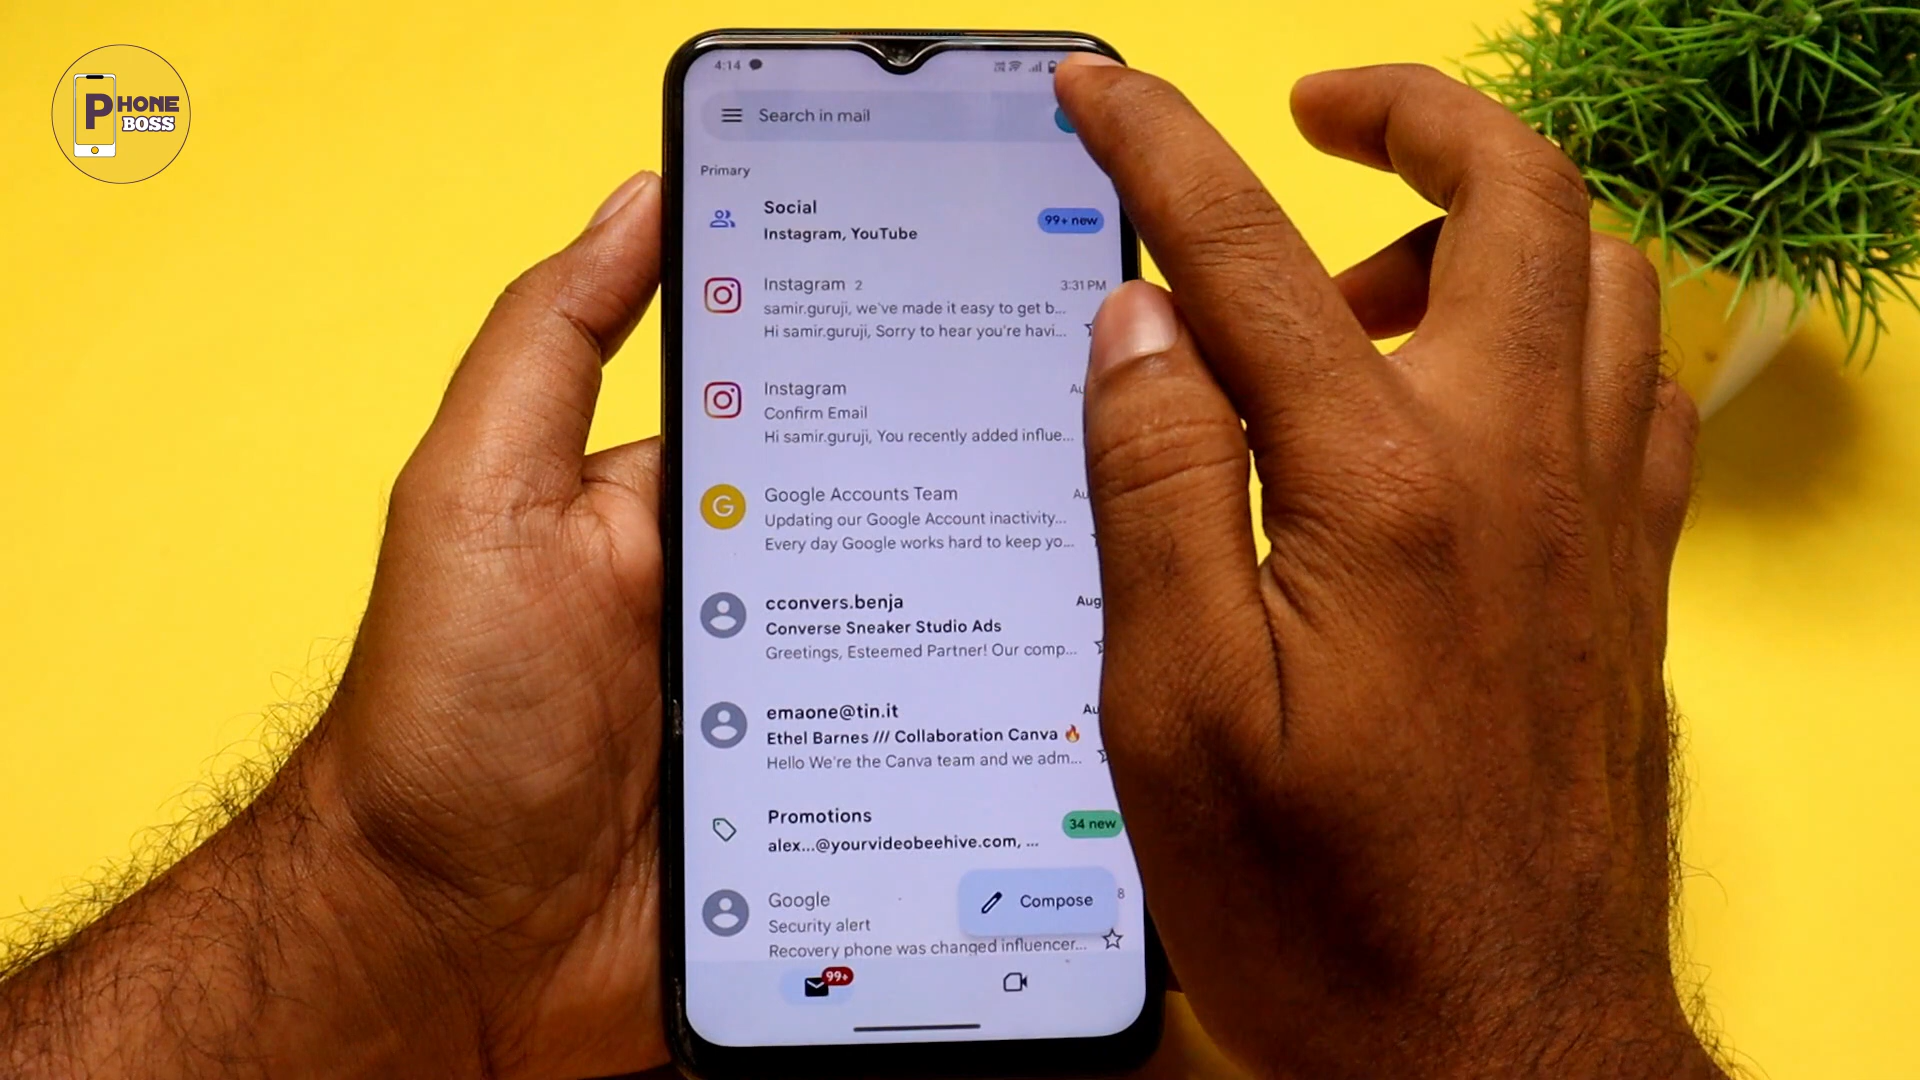 PHONE
BOSS
4:14
Search in mail
Primary
Social
99+ new
Instagram, YouTube
Instagram 2
3:31 PM
samir.guruji, we've made it easy to get b...
Hi samir.guruji, Sorry to hear you're havi...
Instagram
Confirm Email
Hi samir.guruji, You recently added influe...
G
Google Accounts Team
Updating our Google Account inactivity...
Every day Google works hard to keep yo...
cconvers.benja
Aug
Converse Sneaker Studio Ads
Greetings, Esteemed Partner! Our comp...
emaone@tin.it
Ethel Barnes /// Collaboration Canva 🔥
Hello We're the Canva team and we adm...
Promotions
34 new
alex...@yourvideobeehive.com, ...
Google
8
Security alert
Compose
Recovery phone was changed influencer...
99+